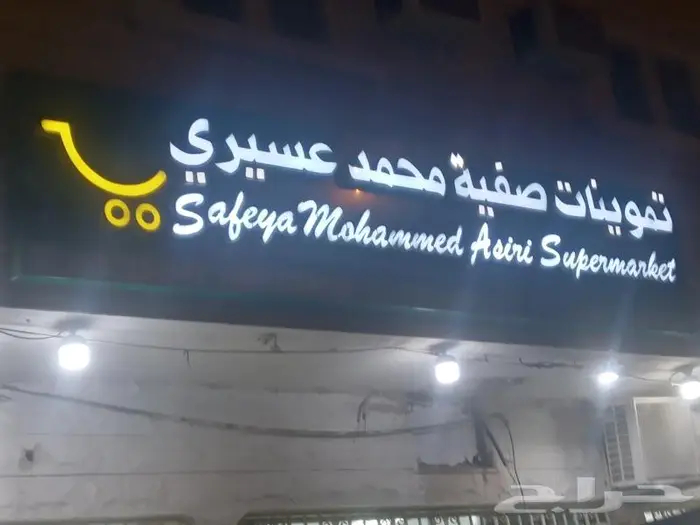 تموينات صفية محمد عسيري
Safeya Mohammed Asiri Supermarket
حراج